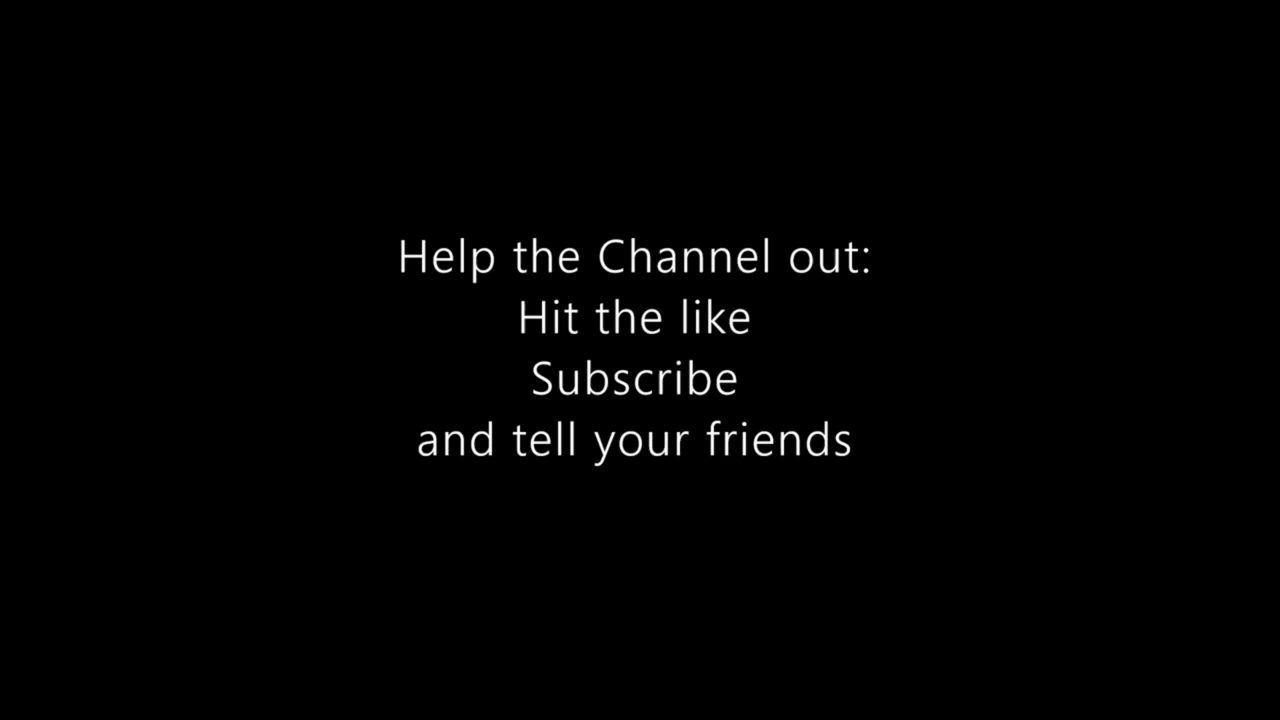 Help the Channel out:
Hit the like
Subscribe
and tell your friends